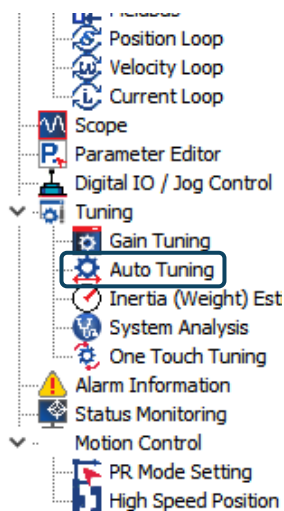 Fieldbus
Position Loop
Velocity Loop
Current Loop
Scope
Parameter Editor
Digital IO / Jog Control
Tuning
Gain Tuning
Auto Tuning
Inertia (Weight) Est
System Analysis
One Touch Tuning
Alarm Information
Status Monitoring
Motion Control
PR Mode Setting
High Speed Position